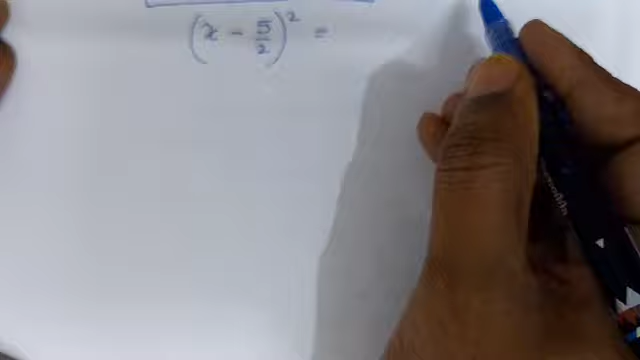 (x - 5/2)² =